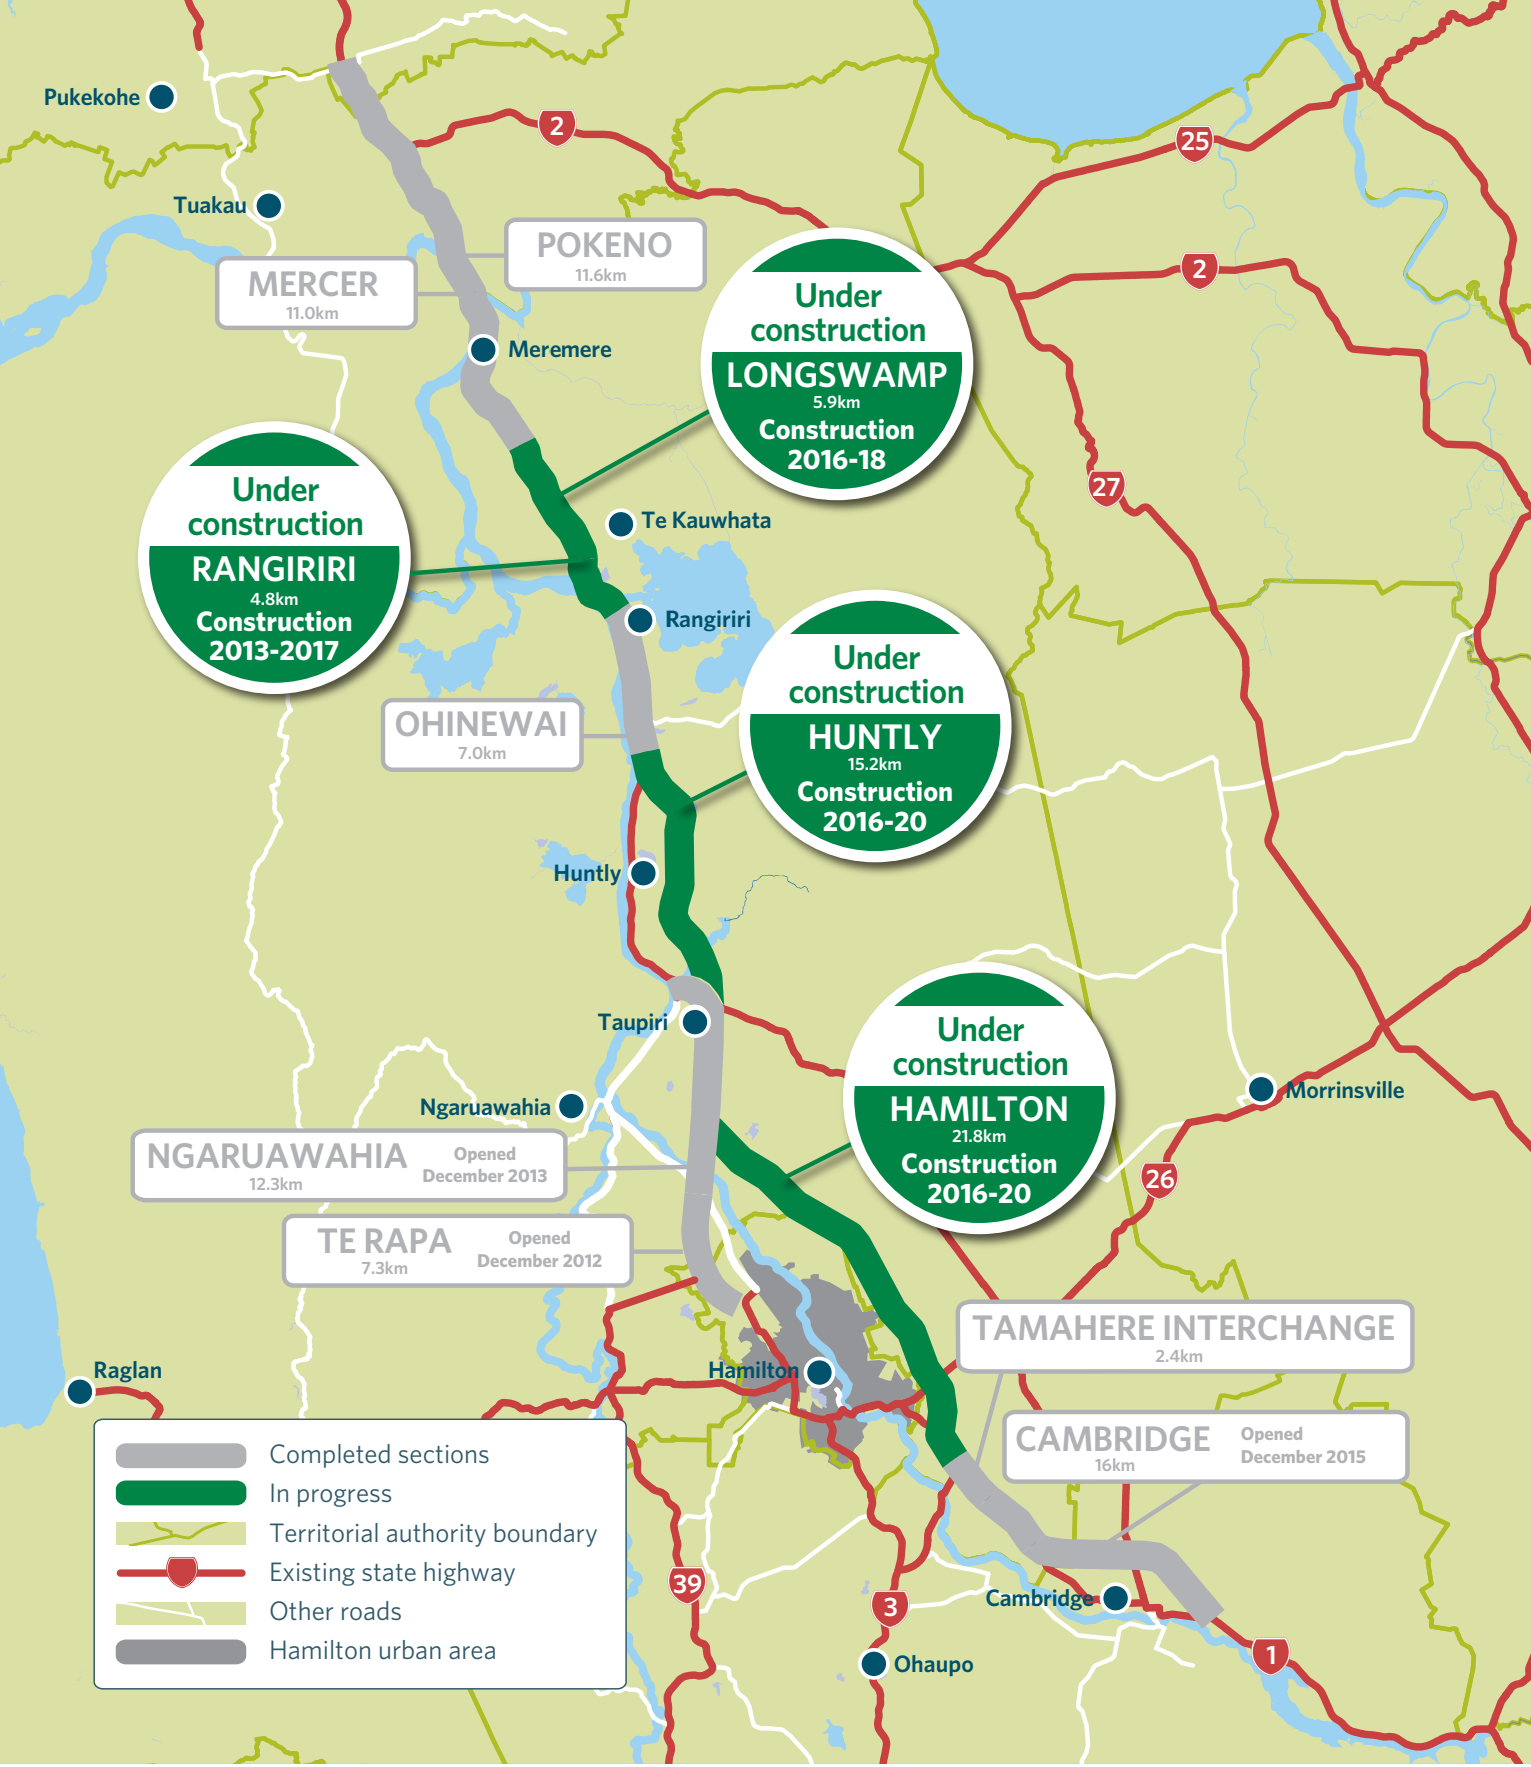 Pukekohe
2
25
Tuakau
POKENO
11.6km
MERCER
11.0km
2
Meremere
Under
construction
LONGSWAMP
5.9km
Construction
2016-18
27
Under
construction
RANGIRIRI
4.8km
Construction
2013-2017
Te Kauwhata
Rangiriri
Under
construction
HUNTLY
15.2km
Construction
2016-20
OHINEWAI
7.0km
Huntly
Taupiri
Under
construction
HAMILTON
21.8km
Construction
2016-20
Morrinsville
Ngaruawahia
NGARUAWAHIA
12.3km
Opened
December 2013
26
TE RAPA
7.3km
Opened
December 2012
TAMAHERE INTERCHANGE
2.4km
Raglan
Hamilton
CAMBRIDGE
16km
Opened
December 2015
Completed sections
In progress
Territorial authority boundary
Existing state highway
Other roads
Hamilton urban area
39
3
Cambridge
1
Ohaupo